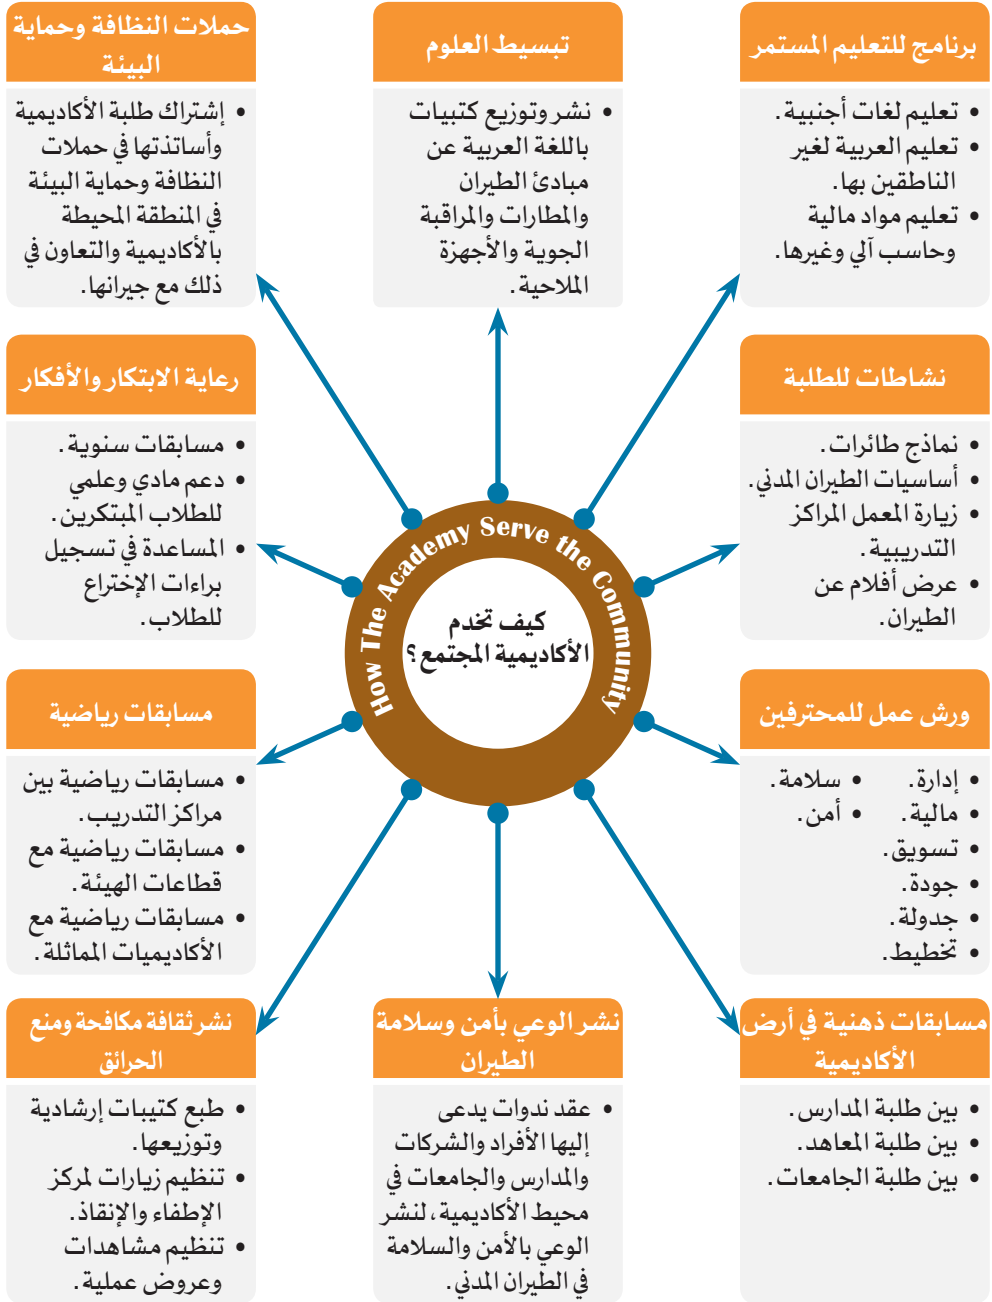 برنامج للتعليم المستمر
• تعليم لغات أجنبية.
• تعليم العربية لغير
الناطقين بها.
• تعليم مواد مالية
وحاسب آلي وغيرها.
تبسيط العلوم
• نشر وتوزيع كتيبات
باللغة العربية عن
مبادئ الطيران
والمطارات والمراقبة
الجوية والأجهزة
الملاحية.
حملات النظافة وحماية
البيئة
• إشتراك طلبة الأكاديمية
وأساتذتها في حملات
النظافة وحماية البيئة
في المنطقة المحيطة
بالأكاديمية والتعاون في
ذلك مع جيرانها.
نشاطات للطلبة
• نماذج طائرات.
• أساسيات الطيران المدني.
• زيارة المعمل المراكز
التدريبية.
• عرض أفلام عن
الطيران.
رعاية الابتكار والأفكار
• مسابقات سنوية.
• دعم مادي وعلمي
للطلاب المبتكرين.
• المساعدة في تسجيل
براءات الإختراع
للطلاب.
How The Academy Serve the Community
كيف تخدم
الأكاديمية المجتمع؟
ورش عمل للمحترفين
• إدارة. • سلامة.
• مالية. • أمن.
• تسويق.
• جودة.
• جدولة.
• تخطيط.
مسابقات رياضية
• مسابقات رياضية بين
مراكز التدريب.
• مسابقات رياضية مع
قطاعات الهيئة.
• مسابقات رياضية مع
الأكاديميات المماثلة.
مسابقات ذهنية في أرض
الأكاديمية
• بين طلبة المدارس.
• بين طلبة المعاهد.
• بين طلبة الجامعات.
نشر الوعي بأمن وسلامة
الطيران
• عقد ندوات يدعى
إليها الأفراد والشركات
والمدارس والجامعات في
محيط الأكاديمية، لنشر
الوعي بالأمن والسلامة
في الطيران المدني.
نشر ثقافة مكافحة ومنع
الحرائق
• طبع كتيبات إرشادية
وتوزيعها.
• تنظيم زيارات لمركز
الإطفاء والإنقاذ.
• تنظيم مشاهدات
وعروض عملية.